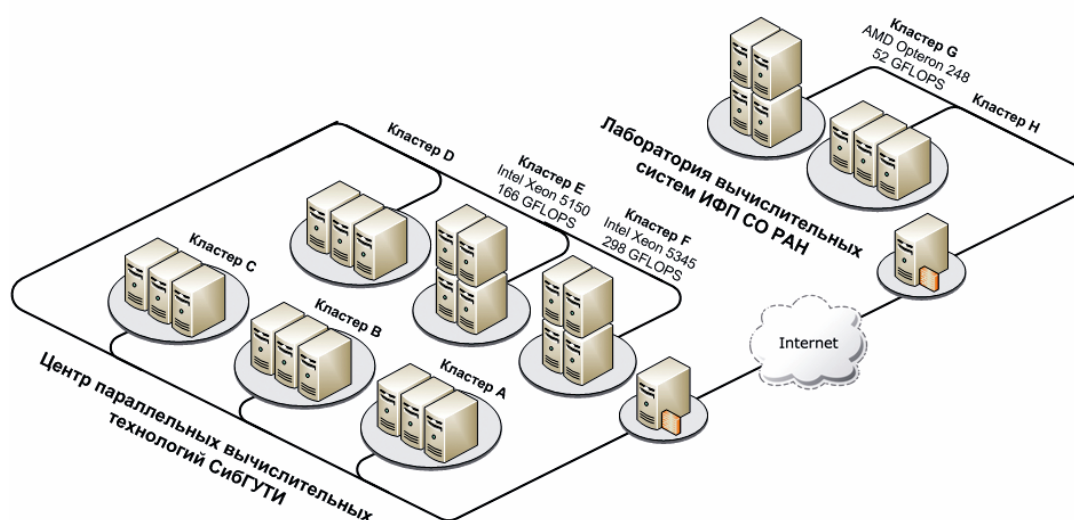 Кластер G
AMD Opteron 248
52 GFLOPS
Кластер H
Лаборатория вычислительных
систем ИФП СО РАН
Кластер D
Кластер E
Intel Xeon 5150
166 GFLOPS
Кластер F
Intel Xeon 5345
298 GFLOPS
Кластер C
Кластер B
Кластер A
Internet
Центр параллельных вычислительных
технологий СибГУТИ